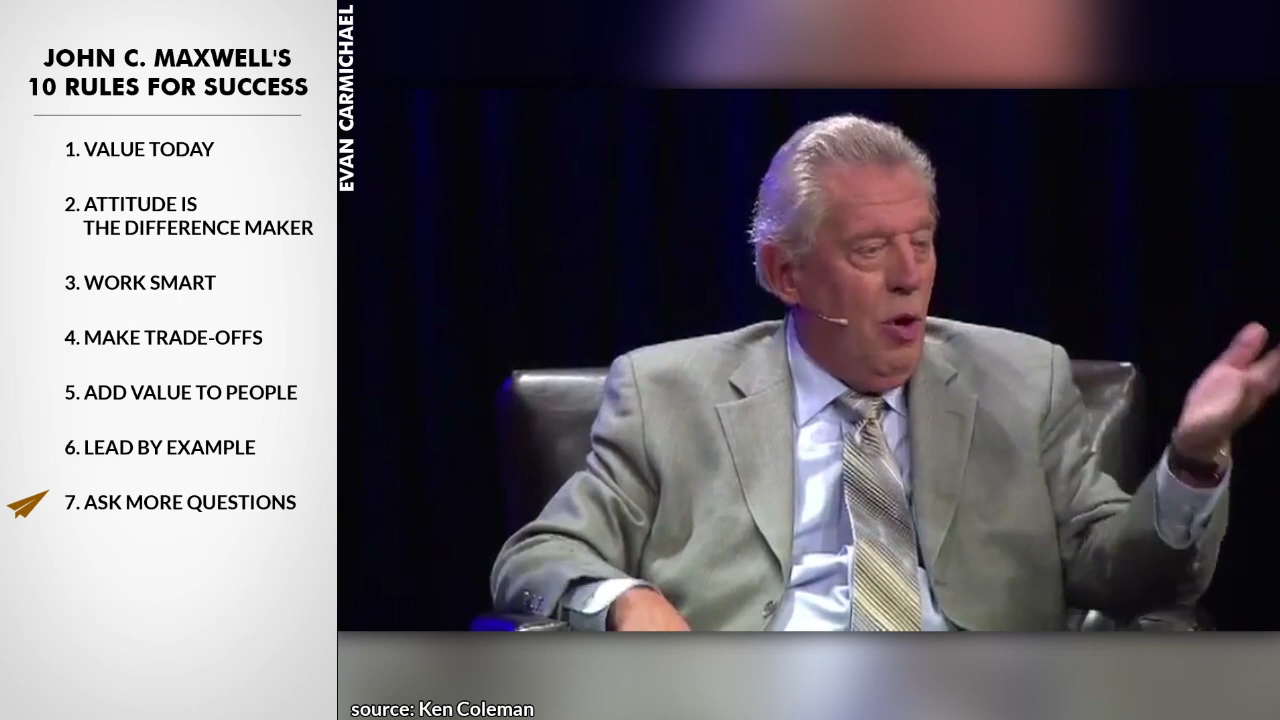 JOHN C. MAXWELL'S
10 RULES FOR SUCCESS
1. VALUE TODAY
2. ATTITUDE IS
THE DIFFERENCE MAKER
3. WORK SMART
4. MAKE TRADE-OFFS
5. ADD VALUE TO PEOPLE
6. LEAD BY EXAMPLE
7. ASK MORE QUESTIONS
EVAN CARMICHAEL
source: Ken Coleman